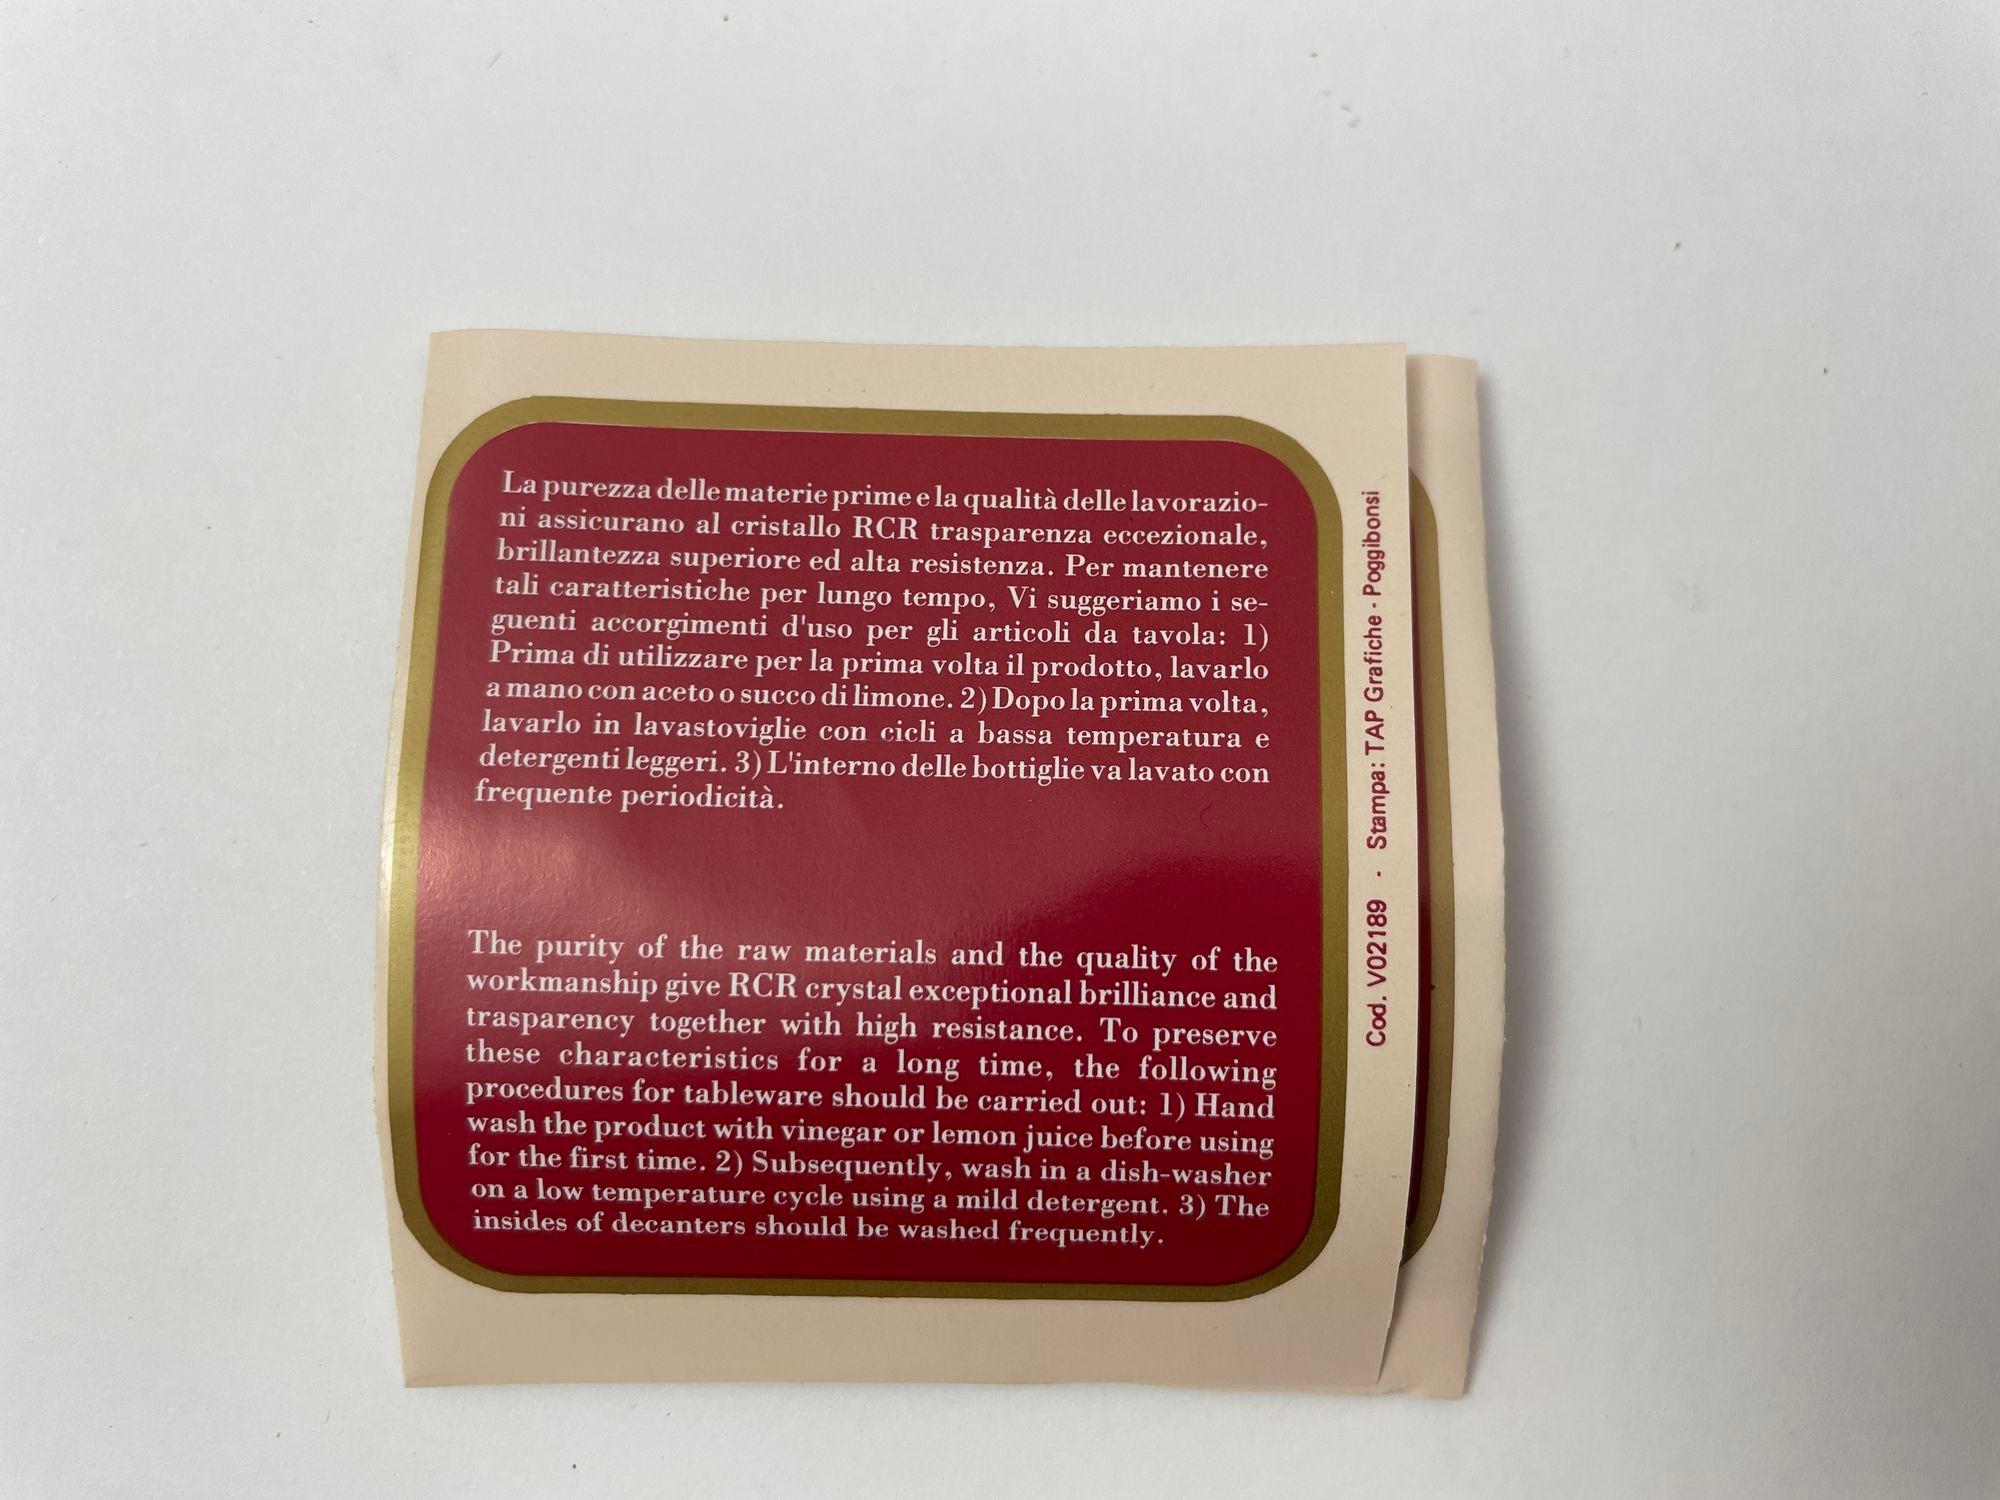 La purezza delle materie prime e la qualità delle lavorazio-
ni assicurano al cristallo RCR trasparenza eccezionale,
brillantezza superiore ed alta resistenza. Per mantenere
tali caratteristiche per lungo tempo, Vi suggeriamo i se-
guenti accorgimenti d'uso per gli articoli da tavola: 1)
Prima di utilizzare per la prima volta il prodotto, lavarlo
a mano con aceto o succo di limone. 2) Dopo la prima volta,
lavarlo in lavastoviglie con cicli a bassa temperatura e
detergenti leggeri. 3) L'interno delle bottiglie va lavato con
frequente periodicità.
The purity of the raw materials and the quality of the
workmanship give RCR crystal exceptional brilliance and
trasparency together with high resistance. To preserve
these characteristics for a long time, the following
procedures for tableware should be carried out: 1) Hand
wash the product with vinegar or lemon juice before using
for the first time. 2) Subsequently, wash in a dish-washer
on a low temperature cycle using a mild detergent. 3) The
insides of decanters should be washed frequently.
Cod. V02189 - Stampa: TAP Grafiche - Poggibonsi